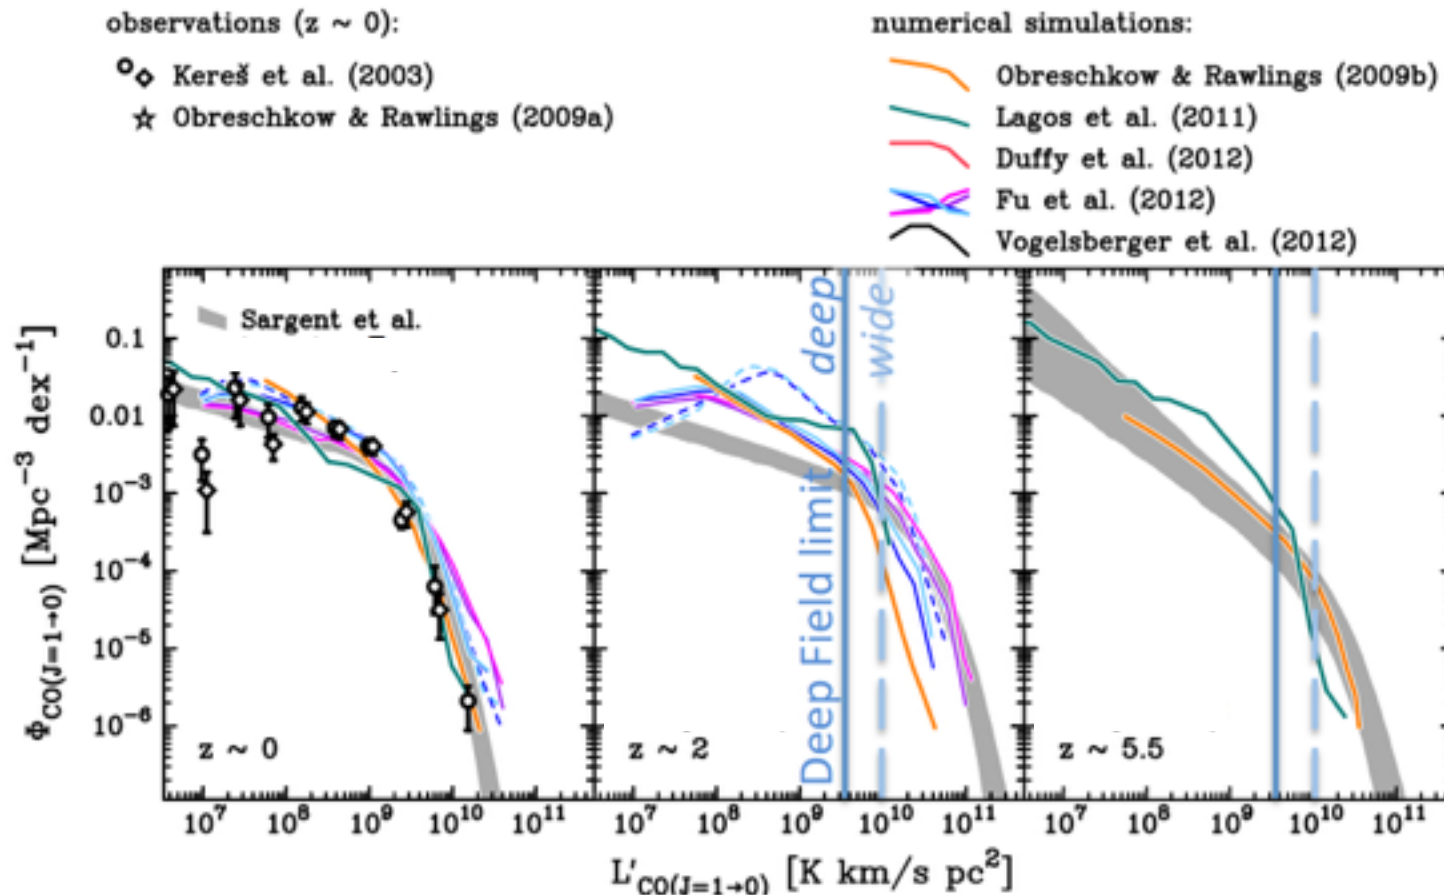 observations (z ~ 0):
Kereš et al. (2003)
Obreschkow & Rawlings (2009a)
numerical simulations:
Obreschkow & Rawlings (2009b)
Lagos et al. (2011)
Duffy et al. (2012)
Fu et al. (2012)
Vogelsberger et al. (2012)
Φ_CO(J=1→0) [Mpc⁻³ dex⁻¹]
0.1
0.01
10⁻³
10⁻⁴
10⁻⁵
10⁻⁶
Sargent et al.
z ~ 0
10⁷ 10⁸ 10⁹ 10¹⁰ 10¹¹
deep
wide
Deep Field limit
z ~ 2
10⁷ 10⁸ 10⁹ 10¹⁰ 10¹¹
z ~ 5.5
10⁷ 10⁸ 10⁹ 10¹⁰ 10¹¹
L′_CO(J=1→0) [K km/s pc²]